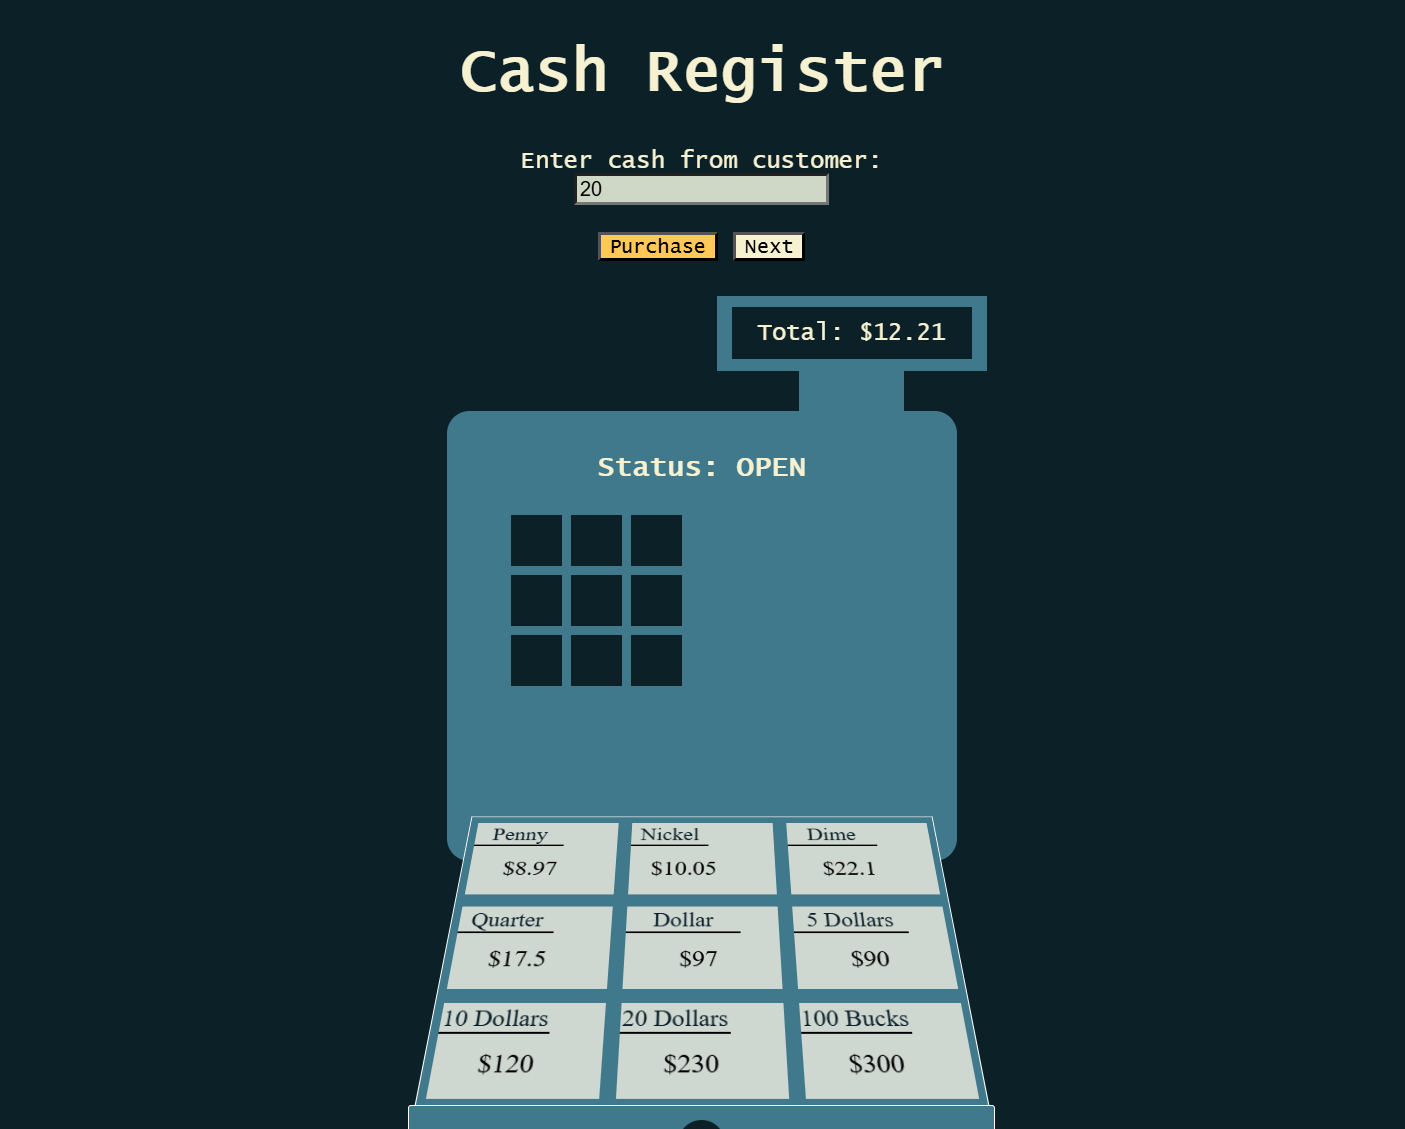 Cash Register
Enter cash from customer:
20
Purchase Next
Total: $12.21
Status: OPEN
Penny Nickel Dime
$8.97 $10.05 $22.1
Quarter Dollar 5 Dollars
$17.5 $97 $90
10 Dollars 20 Dollars 100 Bucks
$120 $230 $300